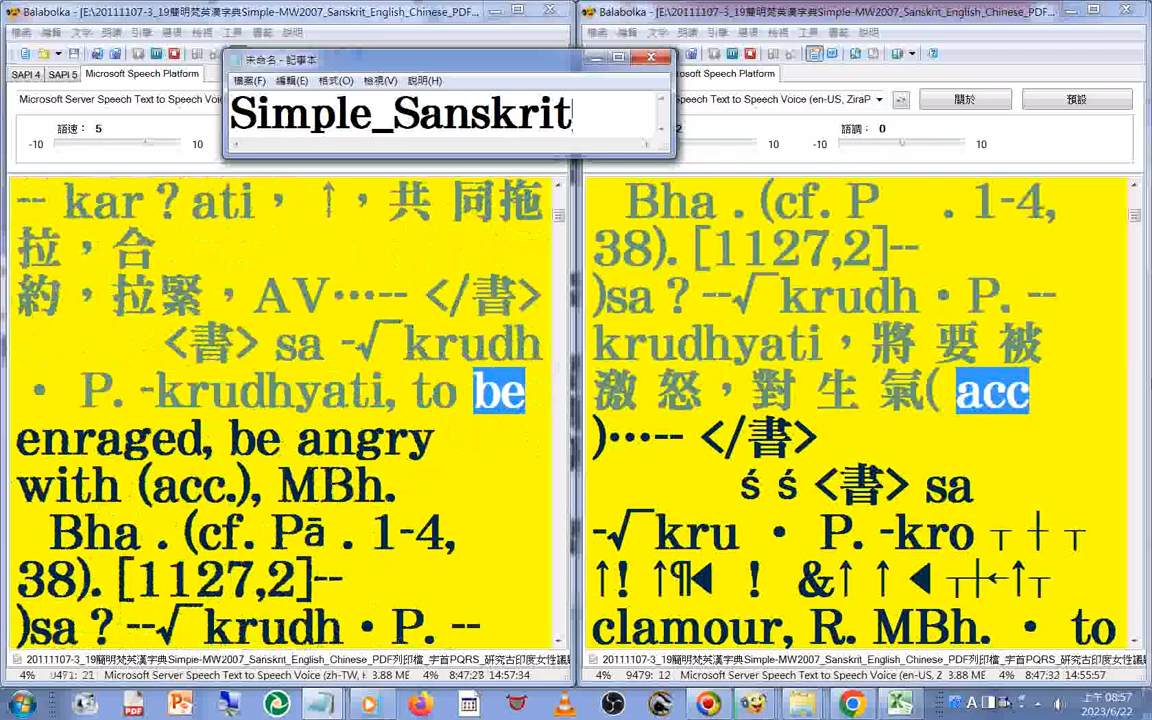 Balabolka - [E:\20111107-3_19簡明梵英漢字典Simple-MW2007_Sanskrit_English_Chinese_PDF...
Balabolka - [E:\20111107-3_19簡明梵英漢字典Simple-MW2007_Sanskrit_English_Chinese_PDF...
未命名 - 記事本
檔案(F) 編輯(E) 格式(O) 檢視(V) 說明(H)
Simple_Sanskrit
SAPI 4 SAPI 5 Microsoft Speech Platform
Speech Platform
Microsoft Server Speech Text to Speech Voi
Speech Text to Speech Voice (en-US, ZiraP
關於 預設
語速： 5
-10 10
2
10
語調： 0
-10 10
-- kar？ati，↑，共 同拖
拉，合
約，拉緊，AV…-- </書>
<書> sa -√krudh
• P. -krudhyati, to be
enraged, be angry
with (acc.), MBh.
Bha . (cf. Pā . 1-4,
38). [1127,2]--
)sa？--√krudh • P. --
Bha . (cf. P . 1-4,
38). [1127,2]--
)sa？--√krudh • P. --
krudhyati，將 要 被
激 怒，對 生 氣( acc
)…-- </書>
ś ś <書> sa
-√kru • P. -kro ┬ ┼ ┬
↑! ↑¶◀ ! &↑ ↑ ◀ ┬┼←↑┬
clamour, R. MBh. • to
20111107-3_19簡明梵英漢字典Simple-MW2007_Sanskrit_English_Chinese_PDF列印檔_字首PQRS_研究古印度女性議
4% 9471: 21 Microsoft Server Speech Text to Speech Voice (zh-TW, H 3.88 ME 4% 8:47:23 14:57:34
20111107-3_19簡明梵英漢字典Simple-MW2007_Sanskrit_English_Chinese_PDF列印檔_字首PQRS_研究古印度女性議
4% 9479: 12 Microsoft Server Speech Text to Speech Voice (en-US, Z 3.88 ME 4% 8:47:32 14:55:57
上午 08:57
2023/6/22